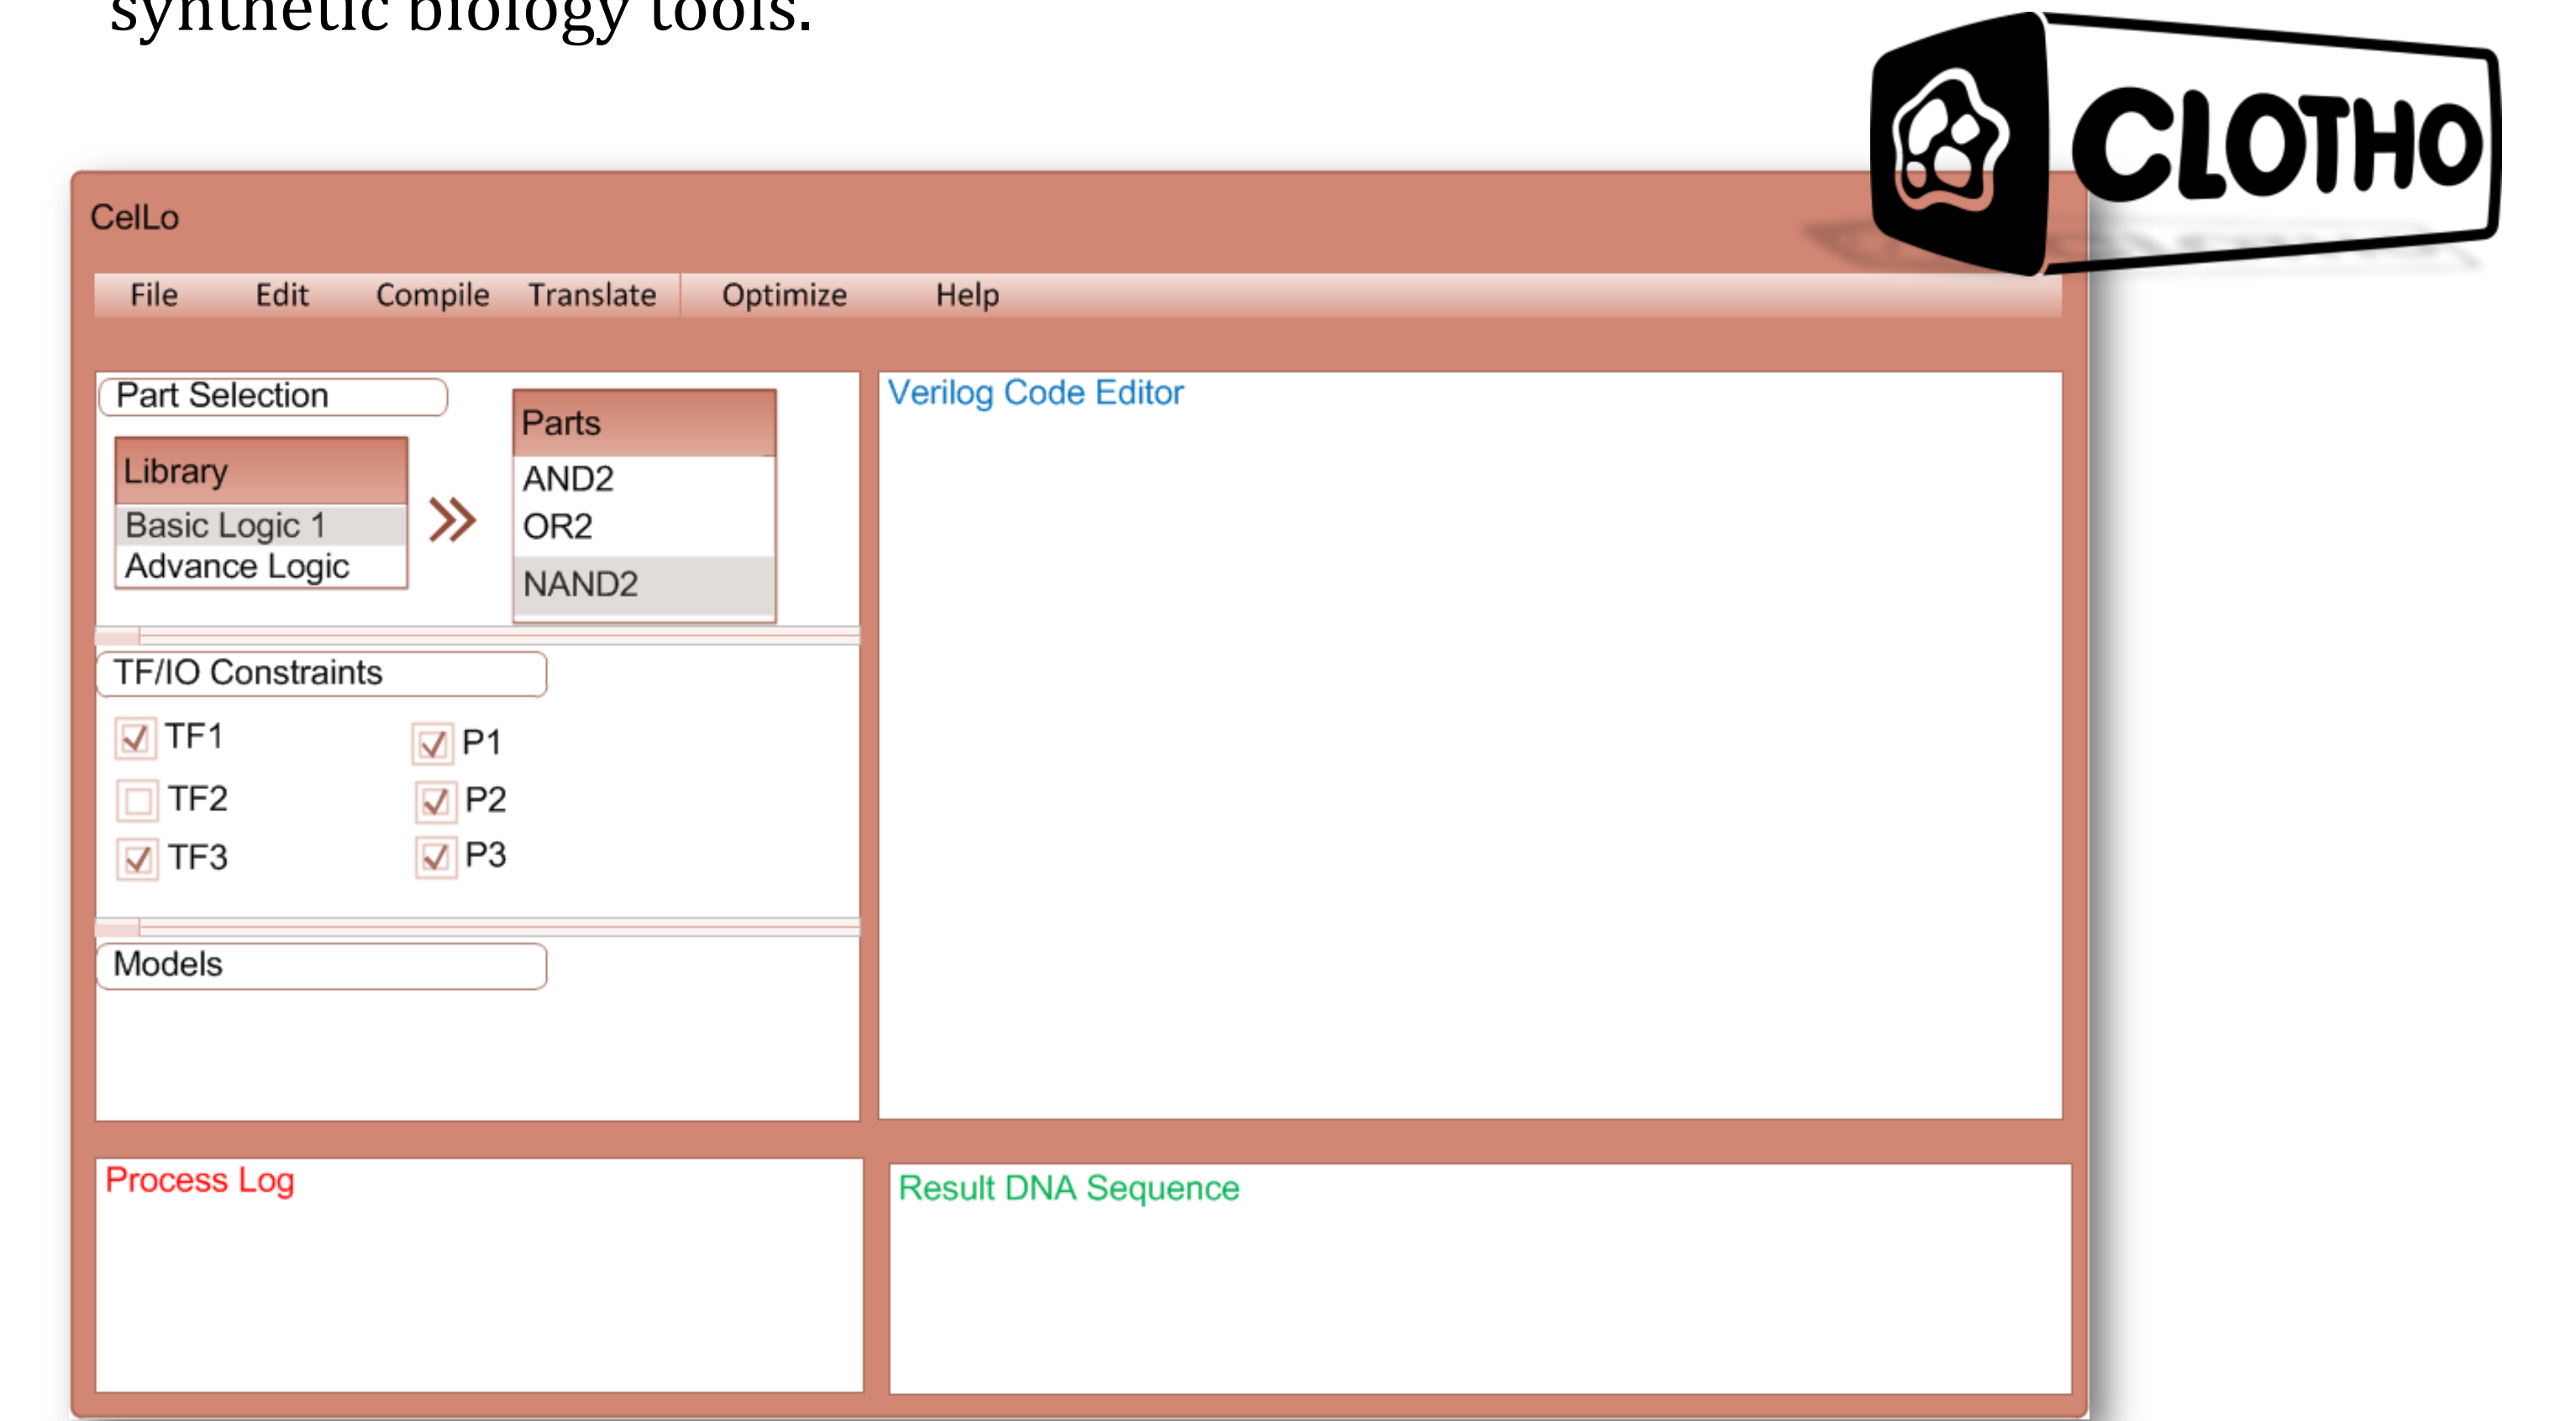 synthetic biology tools.
CLOTHO
CelLo
File Edit Compile Translate Optimize Help
Part Selection
Library
Basic Logic 1
Advance Logic
Parts
AND2
OR2
NAND2
TF/IO Constraints
TF1 P1
TF2 P2
TF3 P3
Models
Verilog Code Editor
Process Log
Result DNA Sequence